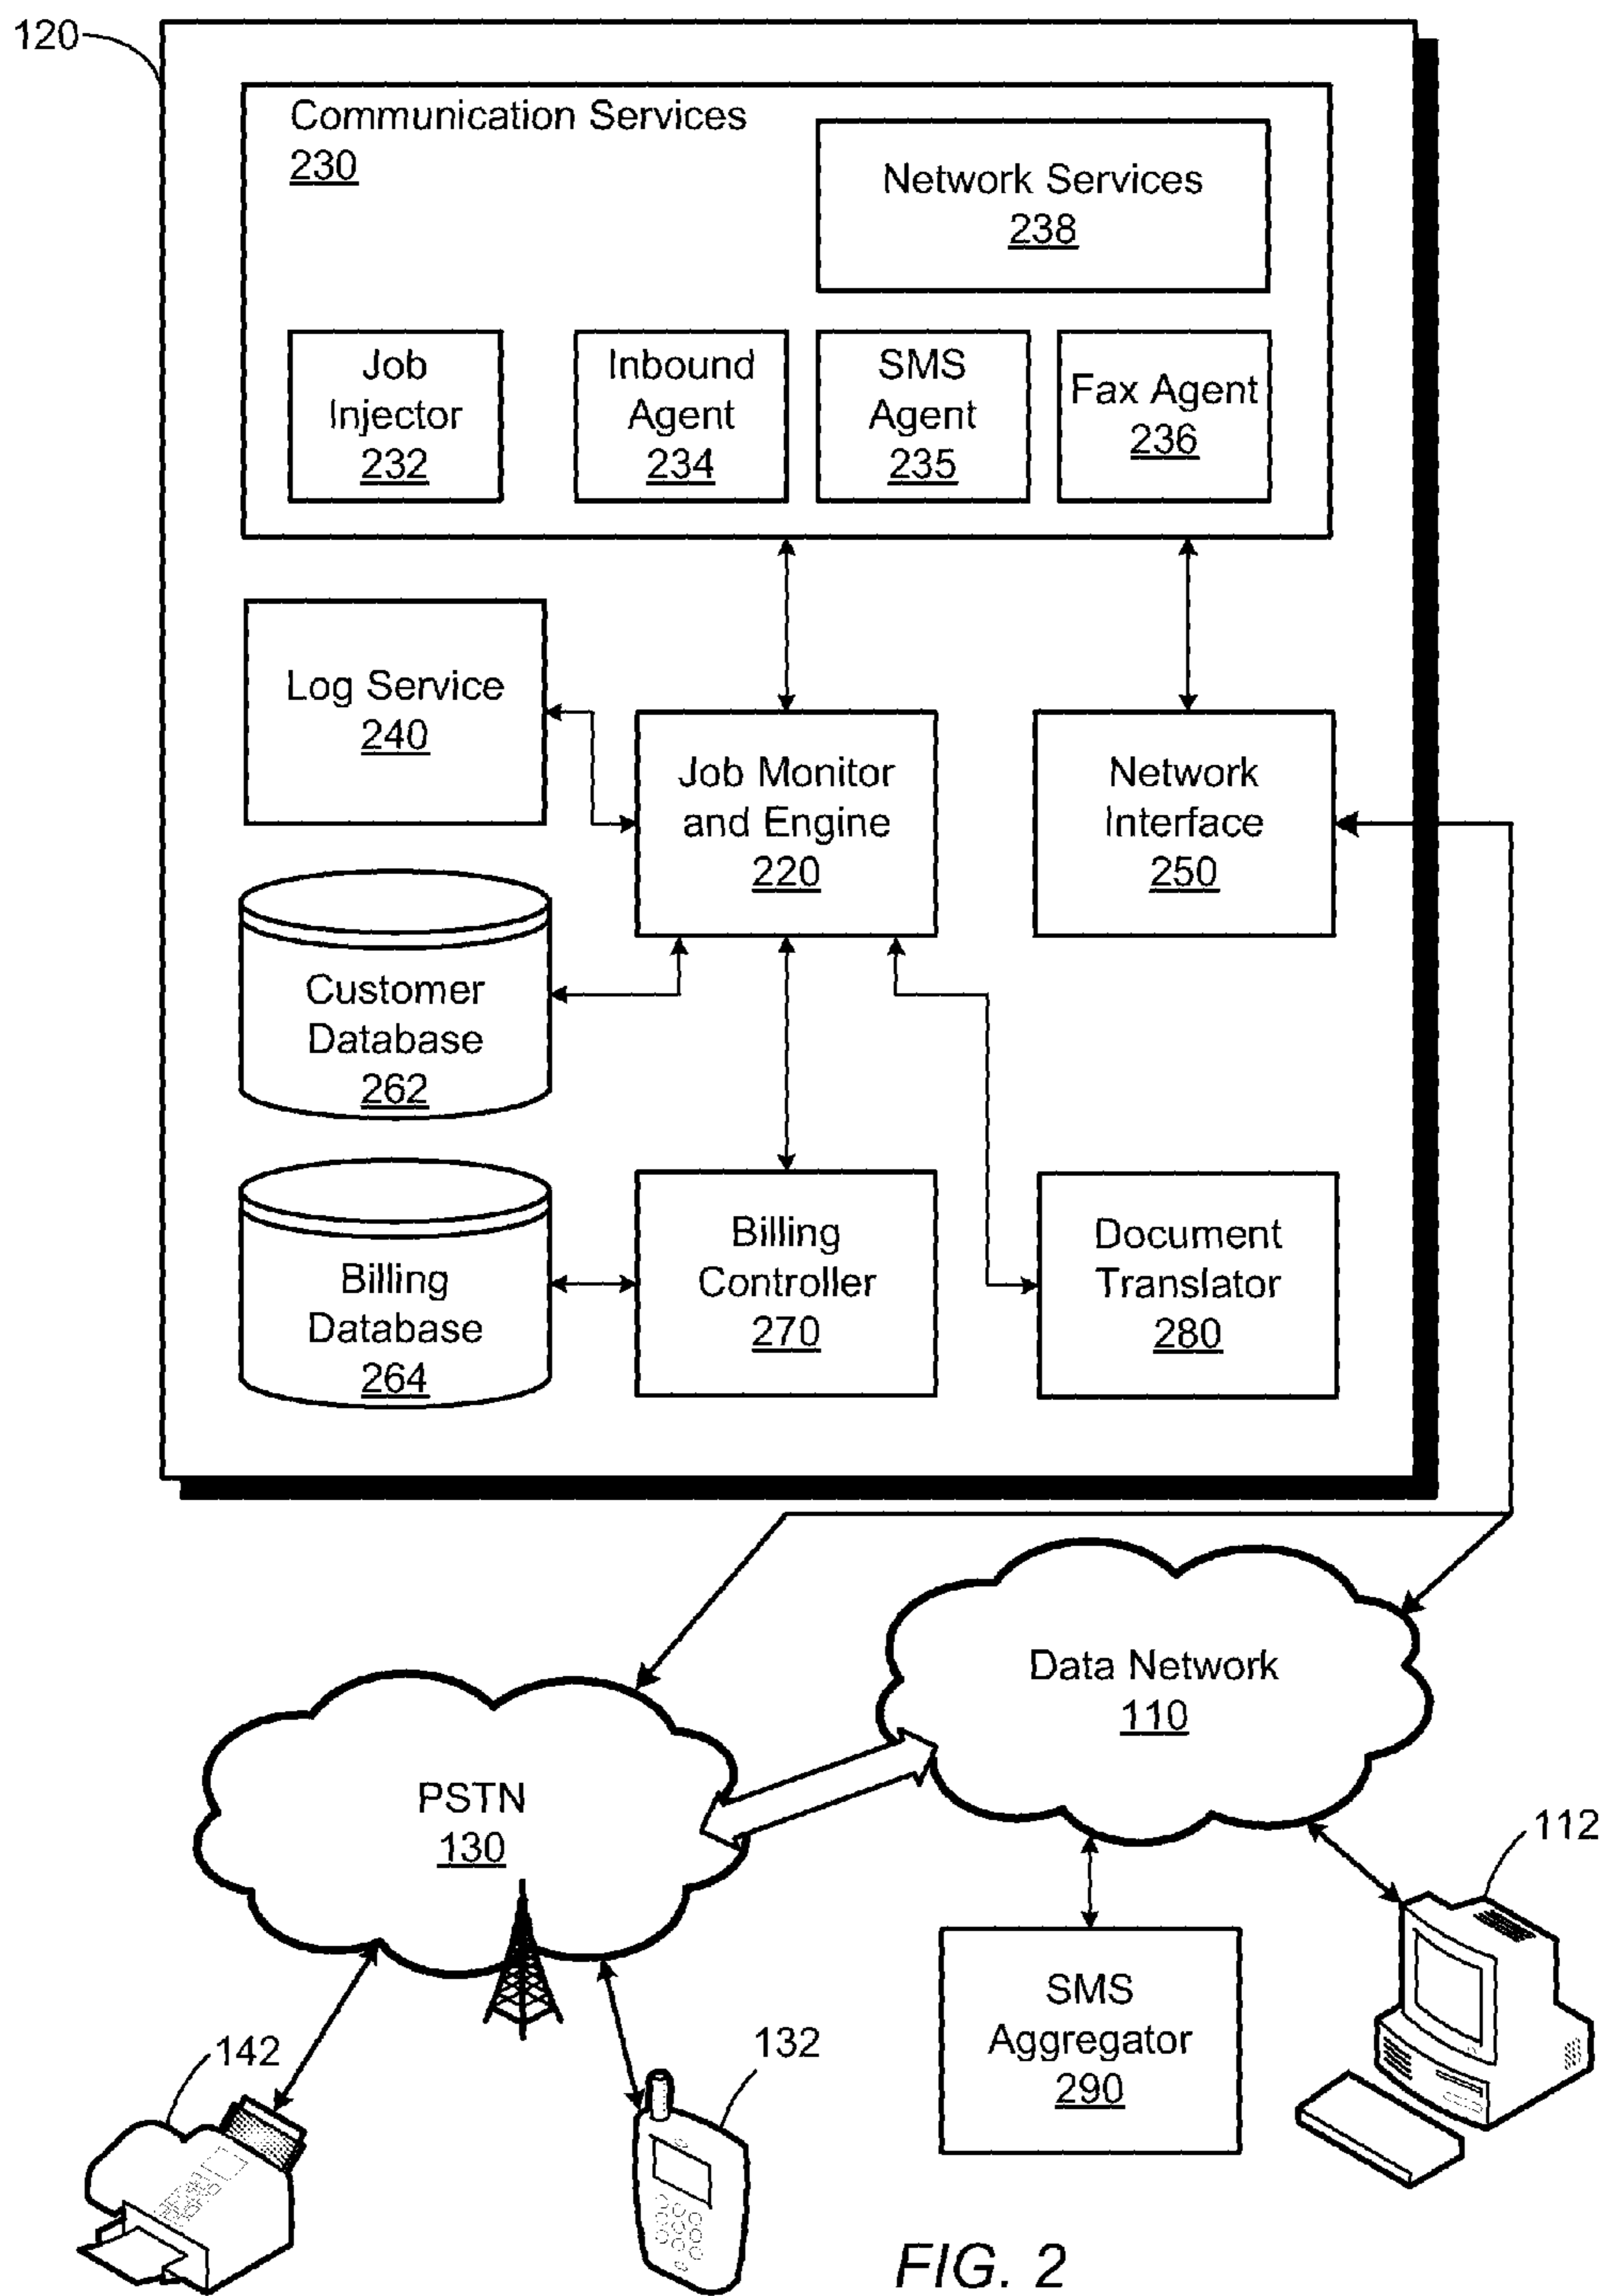 120
Communication Services
230
Network Services
238
Job
Injector
232
Inbound
Agent
234
SMS
Agent
235
Fax Agent
236
Log Service
240
Job Monitor
and Engine
220
Network
Interface
250
Customer
Database
262
Billing
Database
264
Billing
Controller
270
Document
Translator
280
Data Network
110
PSTN
130
112
SMS
Aggregator
290
142
132
FIG. 2